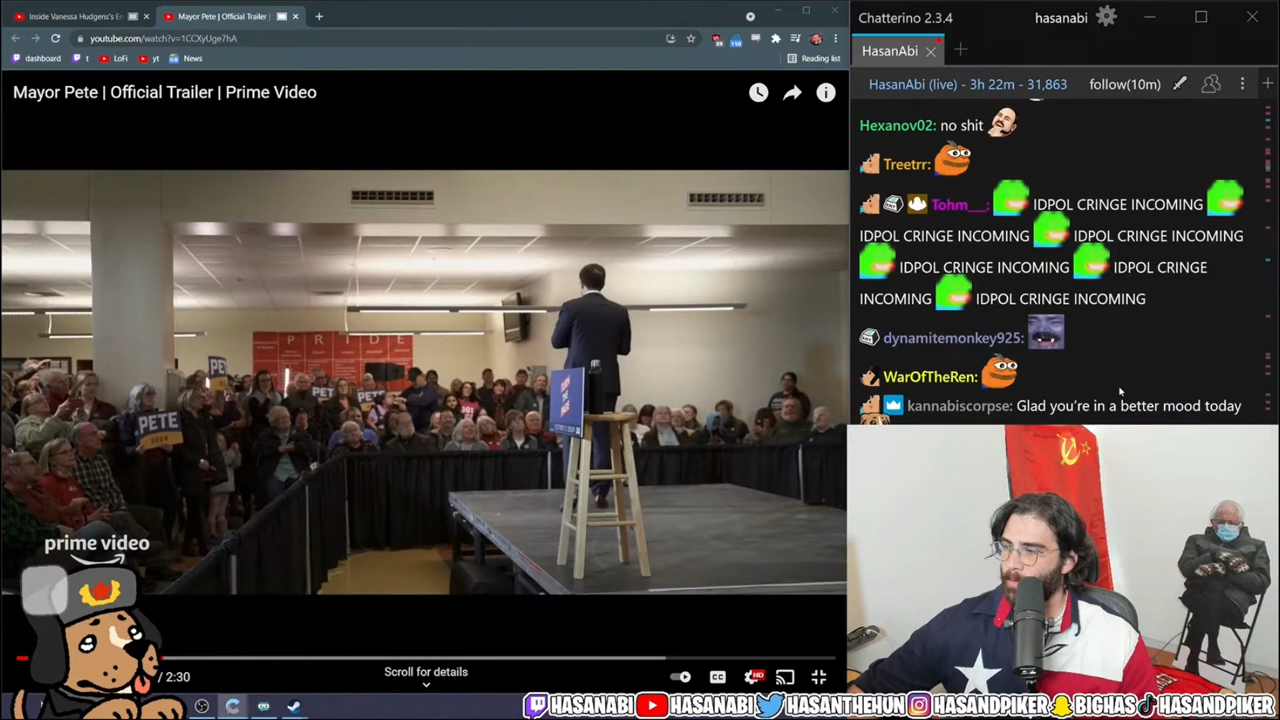 Inside Vanessa Hudgens's E
Mayor Pete | Official Trailer |
youtube.com/watch?v=1CCXyUge7hA
89
110
dashboard
t
LoFi
yt
News
Reading list
Mayor Pete | Official Trailer | Prime Video
PRIDE
PETE
PETE
prime video
/ 2:30
Scroll for details
CC
HD
Chatterino 2.3.4
hasanabi
HasanAbi
HasanAbi (live) - 3h 22m - 31,863
follow(10m)
Hexanov02: no shit
Treetrr:
Tohm__: IDPOL CRINGE INCOMING
IDPOL CRINGE INCOMING IDPOL CRINGE INCOMING
IDPOL CRINGE INCOMING IDPOL CRINGE
INCOMING IDPOL CRINGE INCOMING
dynamitemonkey925:
WarOfTheRen:
kannabiscorpse: Glad you're in a better mood today
HASANABI HASANABI HASANTHEHUN HASANDPIKER BIGHAS HASANDPIKER